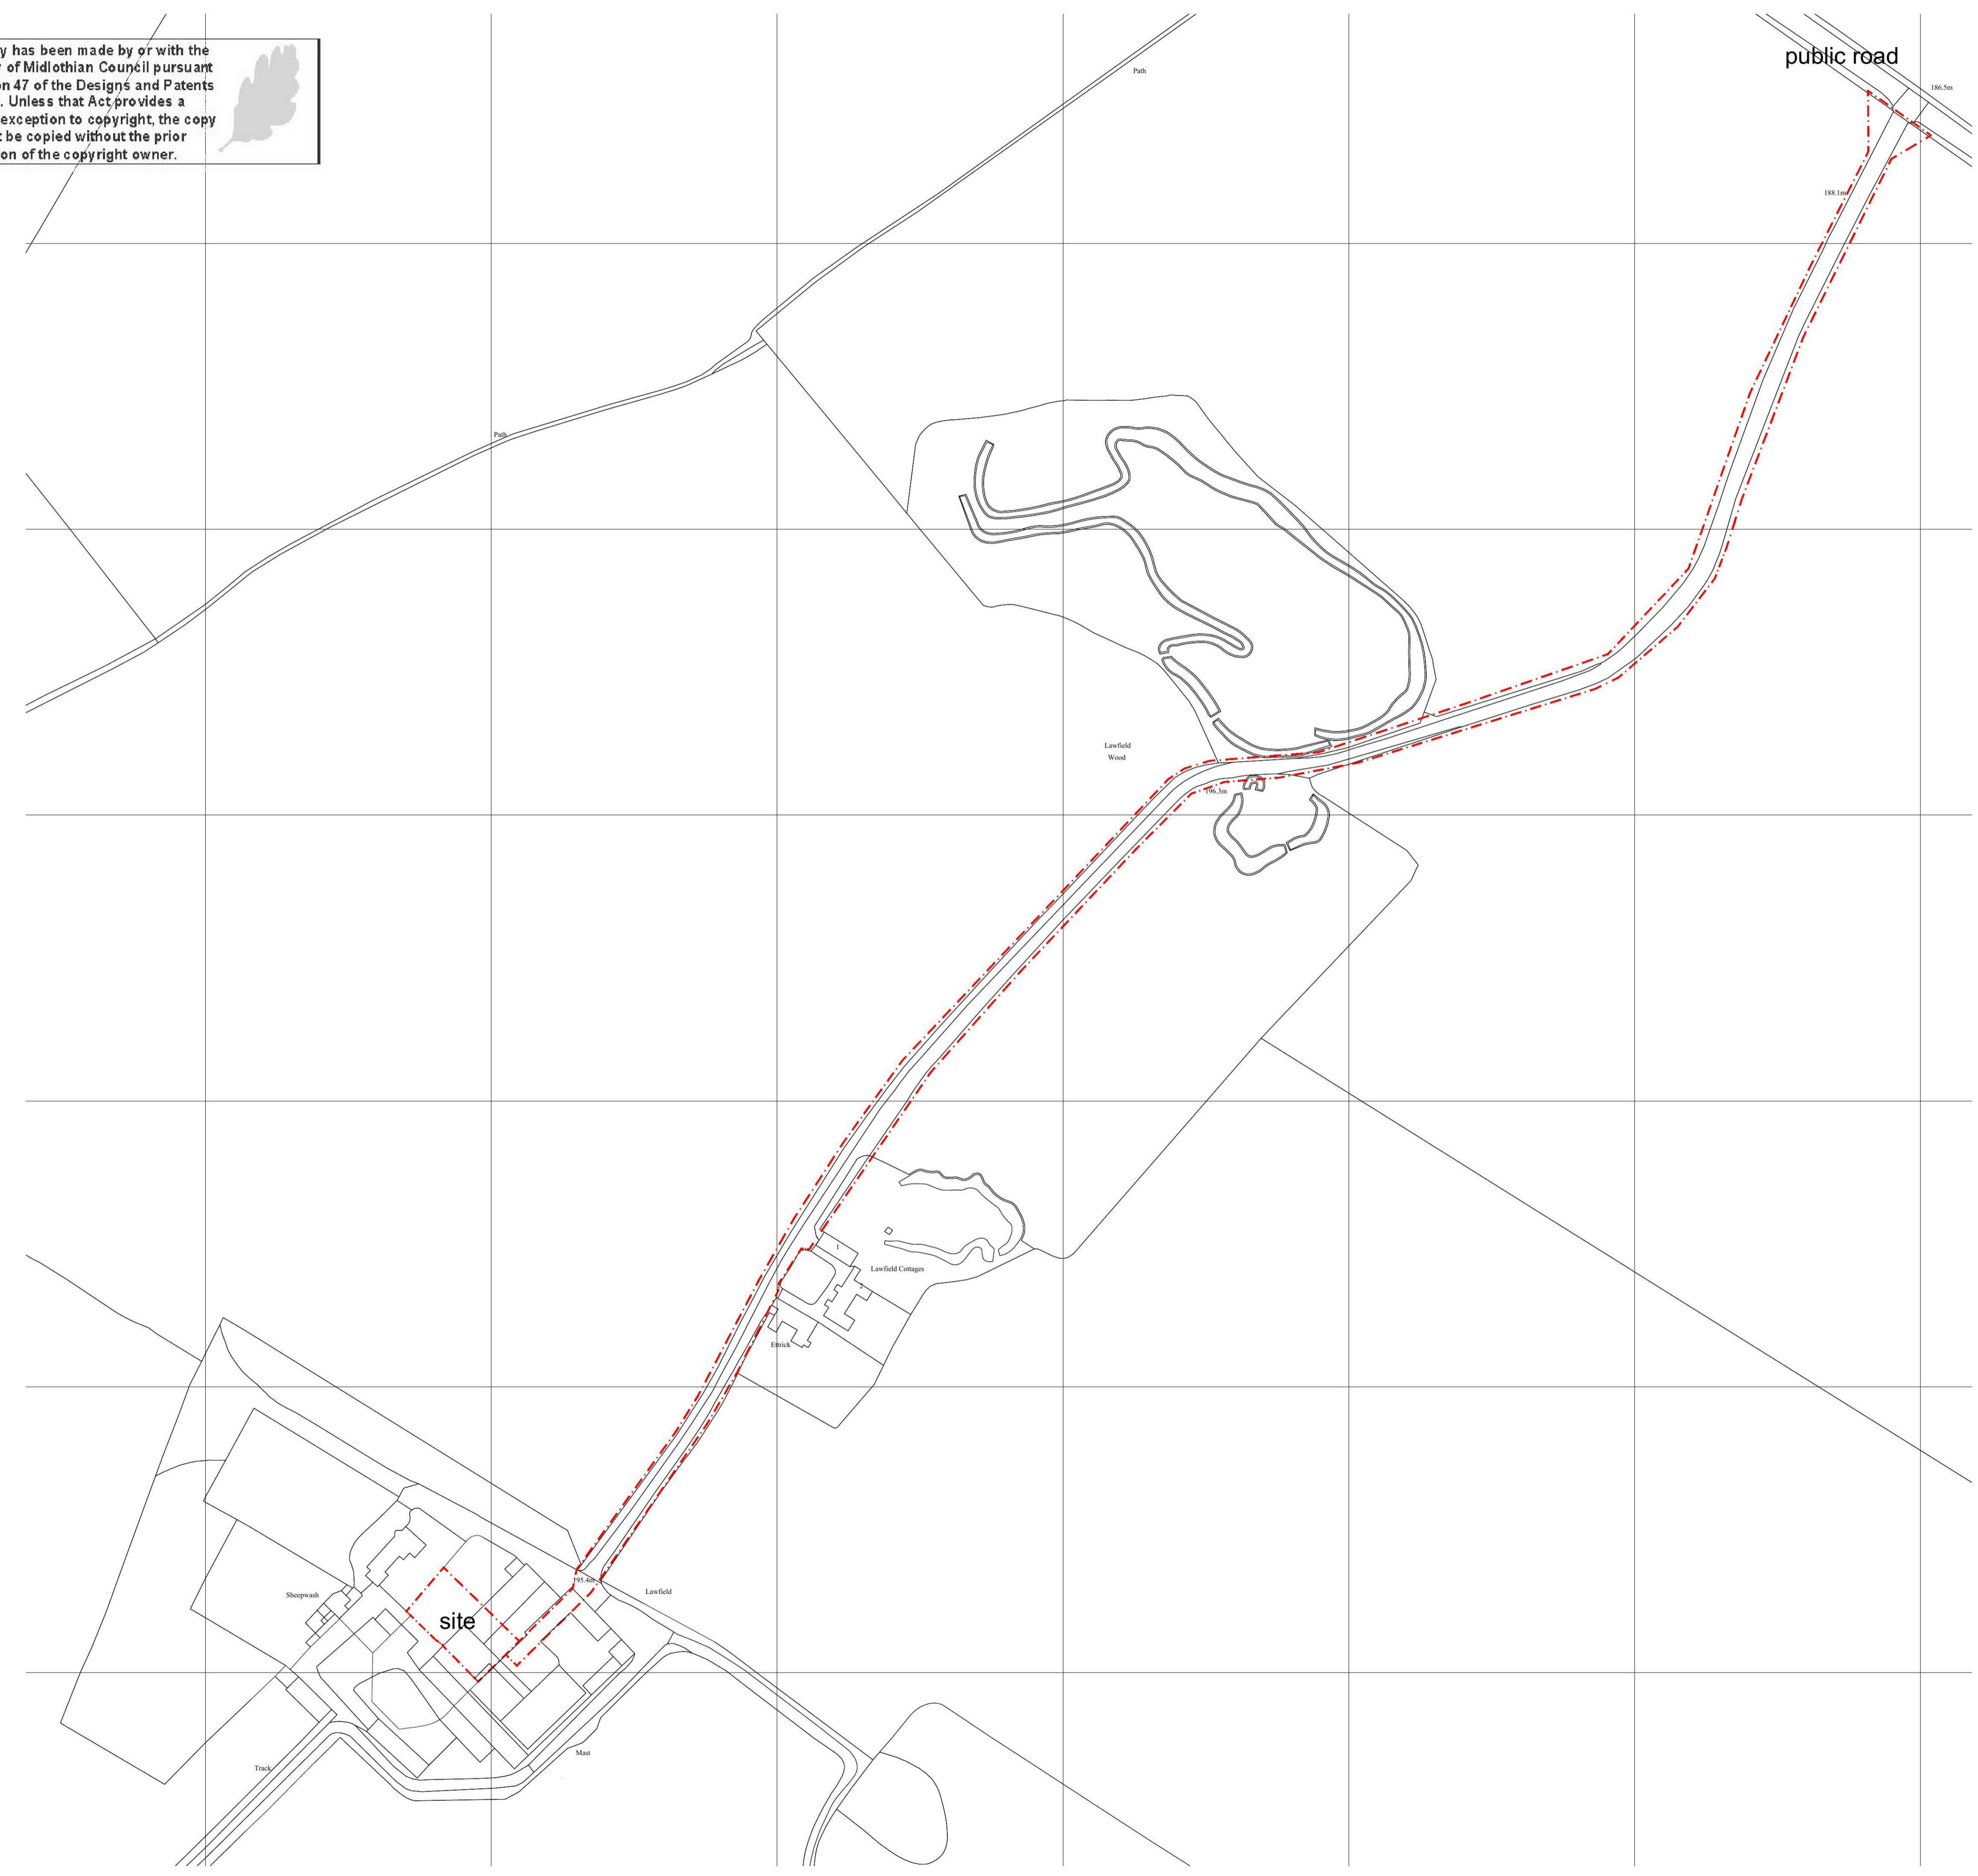 y has been made by or with the
of Midlothian Council pursuant
n 47 of the Designs and Patents
. Unless that Act provides a
exception to copyright, the copy
t be copied without the prior
on of the copyright owner.
public road
186.5m
Path
188.1m
Path
Lawfield
Wood
196.3m
1
Lawfield Cottages
2
Ettrick
195.4m
Lawfield
Sheepwash
site
Mast
Track